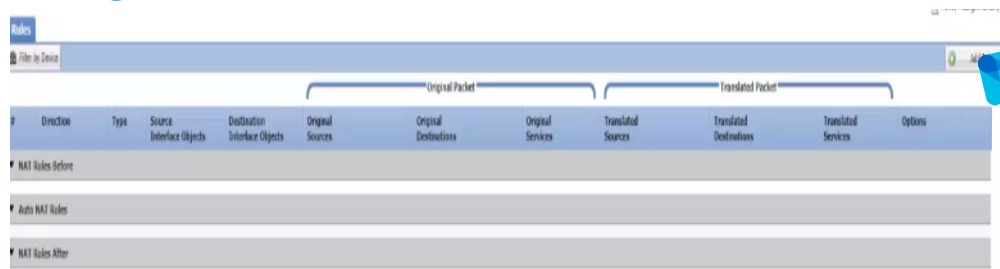 Rules
Filter by Device
Original Packet Translated Packet
# Direction Type Source Interface Objects Destination Interface Objects Original Sources Original Destinations Original Services Translated Sources Translated Destinations Translated Services Options
NAT Rules Before
Auto NAT Rules
NAT Rules After